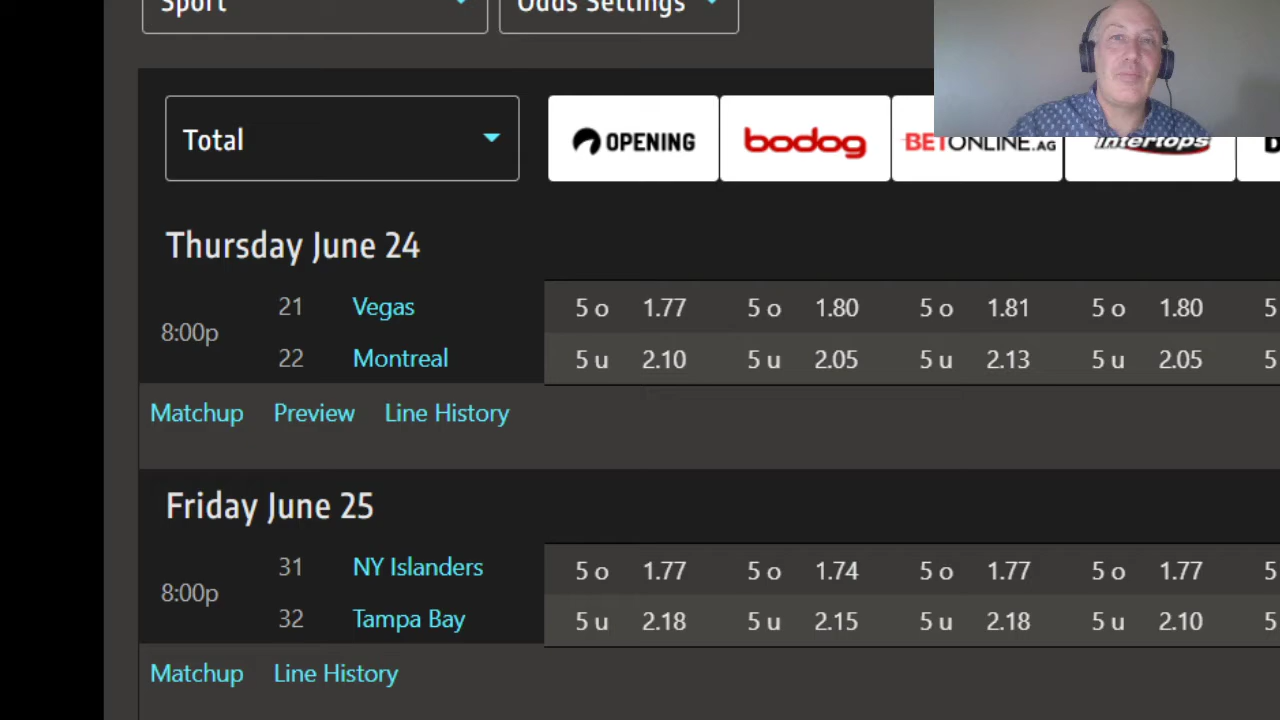 Sport Odds Settings
Total OPENING bodog BETONLINE.AG intertops D
Thursday June 24
8:00p
21 Vegas 5 o 1.77 5 o 1.80 5 o 1.81 5 o 1.80 5
22 Montreal 5 u 2.10 5 u 2.05 5 u 2.13 5 u 2.05 5
Matchup Preview Line History
Friday June 25
8:00p
31 NY Islanders 5 o 1.77 5 o 1.74 5 o 1.77 5 o 1.77 5
32 Tampa Bay 5 u 2.18 5 u 2.15 5 u 2.18 5 u 2.10 5
Matchup Line History